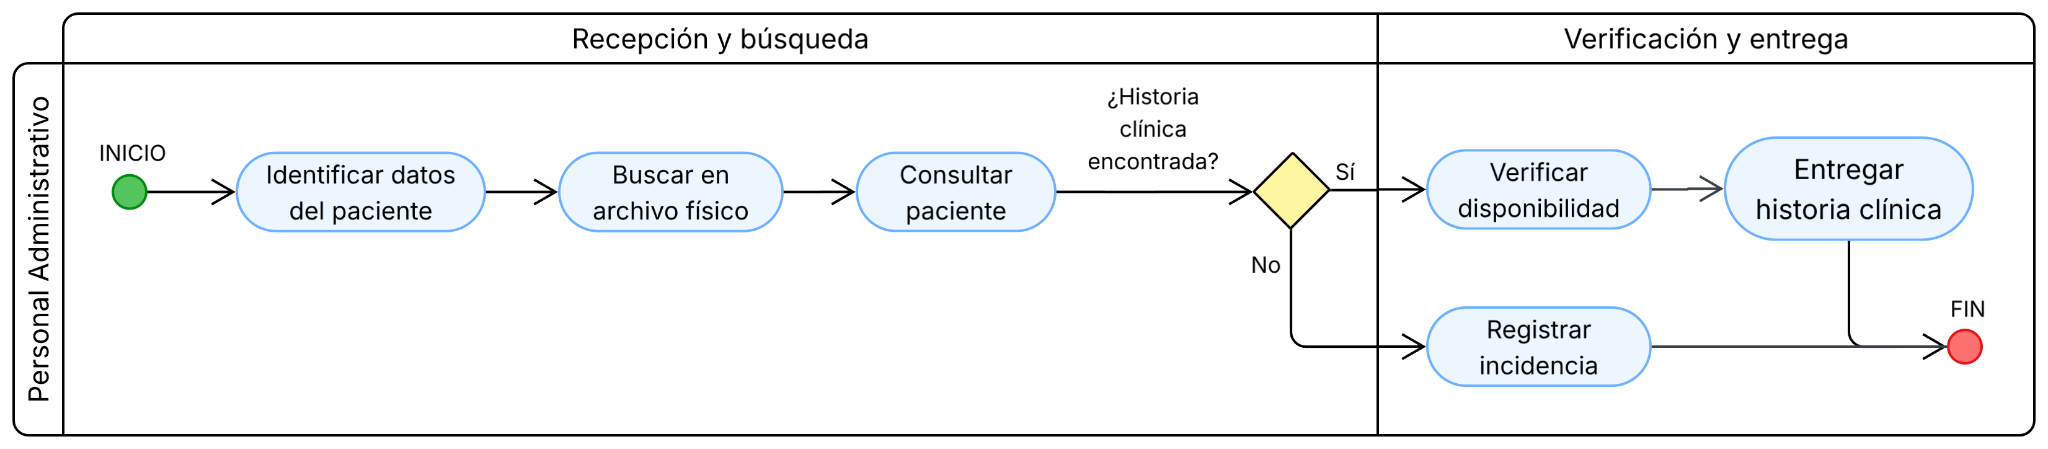 Recepción y búsqueda
Verificación y entrega
Personal Administrativo
INICIO
Identificar datos
del paciente
Buscar en
archivo físico
Consultar
paciente
¿Historia
clínica
encontrada?
Sí
No
Verificar
disponibilidad
Entregar
historia clínica
Registrar
incidencia
FIN